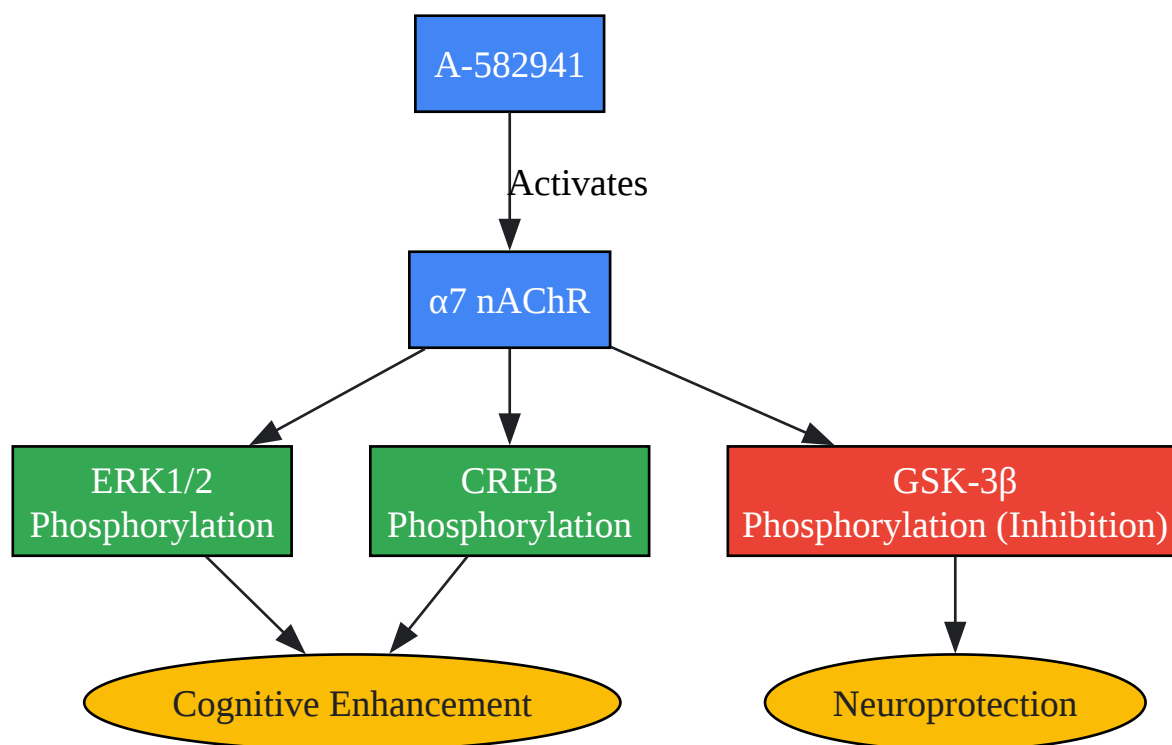 A-582941
Activates
α7 nAChR
ERK1/2
Phosphorylation
CREB
Phosphorylation
GSK-3β
Phosphorylation (Inhibition)
Cognitive Enhancement
Neuroprotection